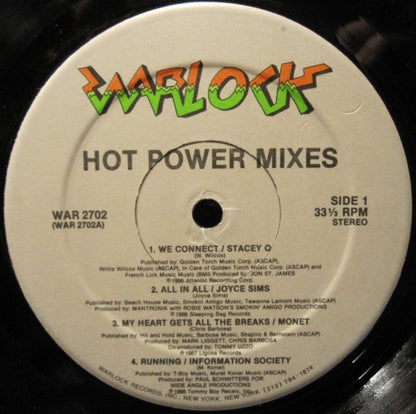 WARLOCK
HOT POWER MIXES
WAR 2702
(WAR 2702A)
SIDE 1
33⅓ RPM
STEREO
1. WE CONNECT / STACEY Q
(W. Wilcox)
Published by: Golden Torch Music Corp. (ASCAP),
Willie Wilcox Music (ASCAP), in Care of Golden Torch Music Corp. (ASCAP) and
French Lick Music Music (BMI) Produced by: JON ST. JAMES
℗1986 Atlantic Recording Corp.
2. ALL IN ALL / JOYCE SIMS
(Joyce Sims)
Published by: Beach House Music, Smokin Amigo Music, Tawanne Lamont Music (ASCAP)
Produced by: MANTRONIK with ROBIE WATSON'S SMOKIN' AMIGO PRODUCTIONS
℗1986 Sleeping Bag Records
3. MY HEART GETS ALL THE BREAKS / MONET
(Chris Barbosa)
Published by: Hit and Hold Music, Barbosa Music, Shapiro & Bernstein (ASCAP)
Produced by: MARK LIGGETT, CHRIS BARBOSA
Co-produced by: TOMMY UZZO
℗1987 Ligosa Records
4. RUNNING / INFORMATION SOCIETY
(M. Konar)
Published by: T-Boy Music, Murat Konar Music (ASCAP)
Produced by: PAUL SCHWITTERS FOR
WIDE ANGLE PRODUCTIONS
℗1986 Tommy Boy Music, Inc.
WARLOCK RECORDS, INC., NEW YORK, NEW YORK (212) 794-1874